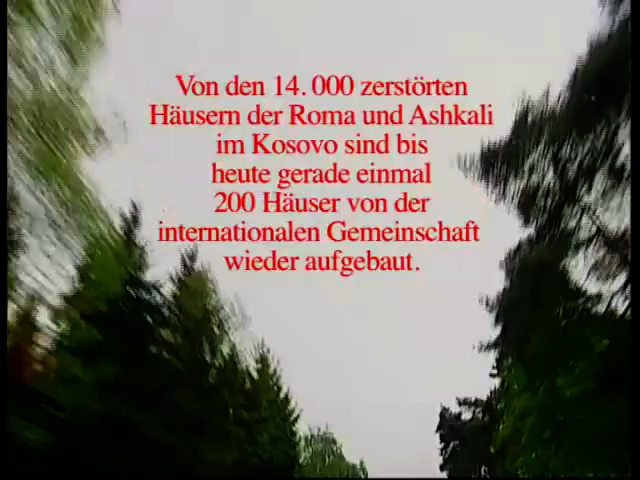 Von den 14.000 zerstörten
Häusern der Roma und Ashkali
im Kosovo sind bis
heute gerade einmal
200 Häuser von der
internationalen Gemeinschaft
wieder aufgebaut.